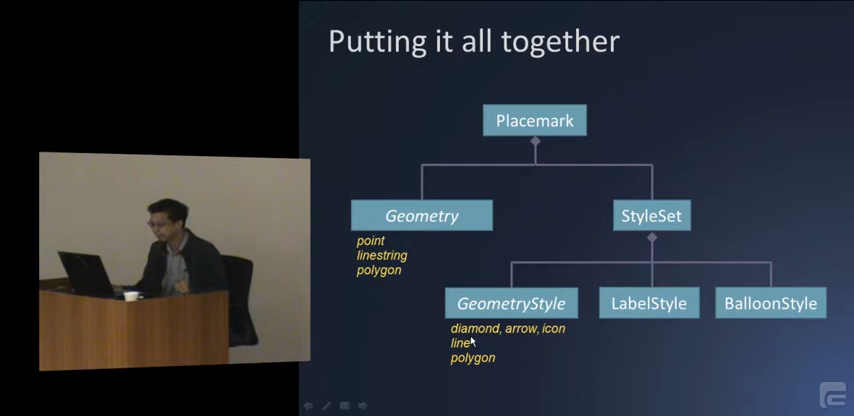 Putting it all together
Placemark
Geometry
StyleSet
point
linestring
polygon
GeometryStyle
LabelStyle
BalloonStyle
diamond, arrow, icon
line
polygon